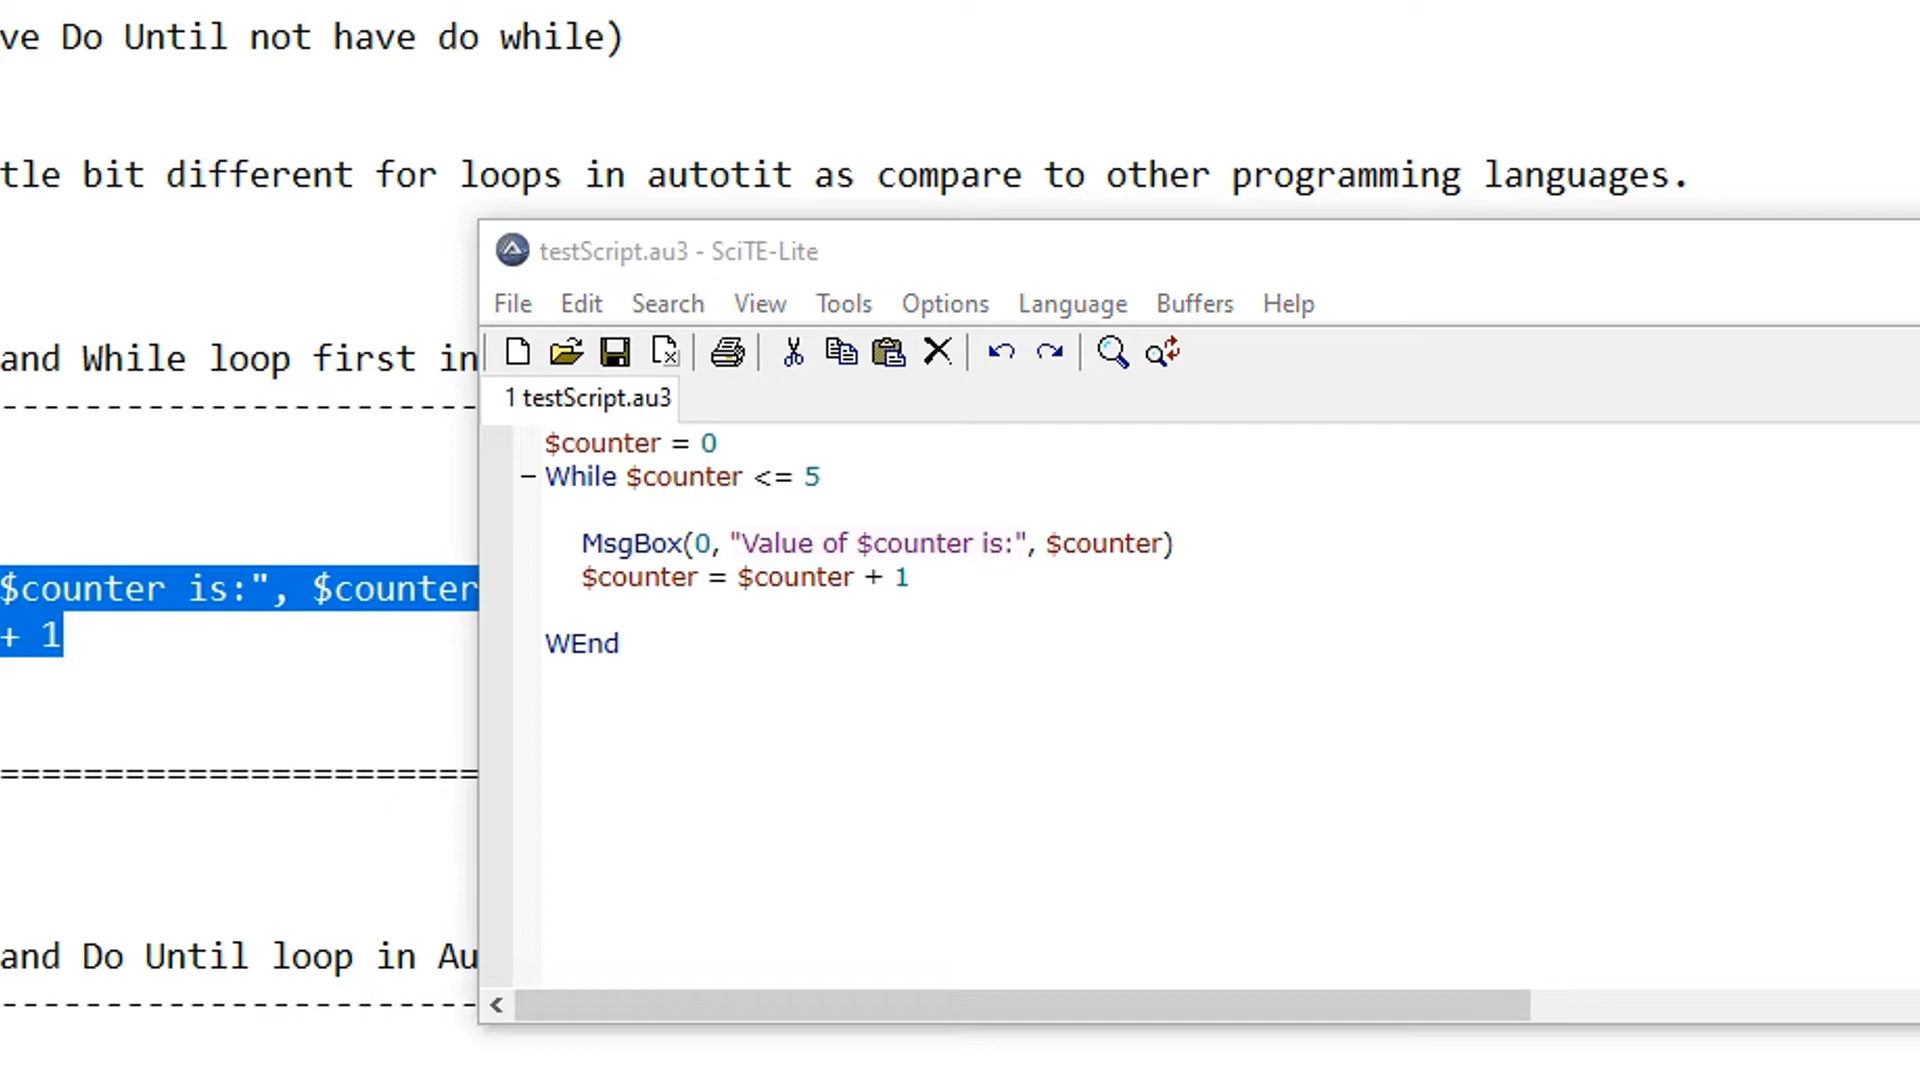 ve Do Until not have do while)
tle bit different for loops in autotit as compare to other programming languages.
testScript.au3 - SciTE-Lite
File Edit Search View Tools Options Language Buffers Help
and While loop first in
-----------------------
1 testScript.au3
$counter = 0
While $counter <= 5
MsgBox(0, "Value of $counter is:", $counter)
$counter = $counter + 1
WEnd
$counter is:", $counter
+ 1
=======================
and Do Until loop in Au
-----------------------